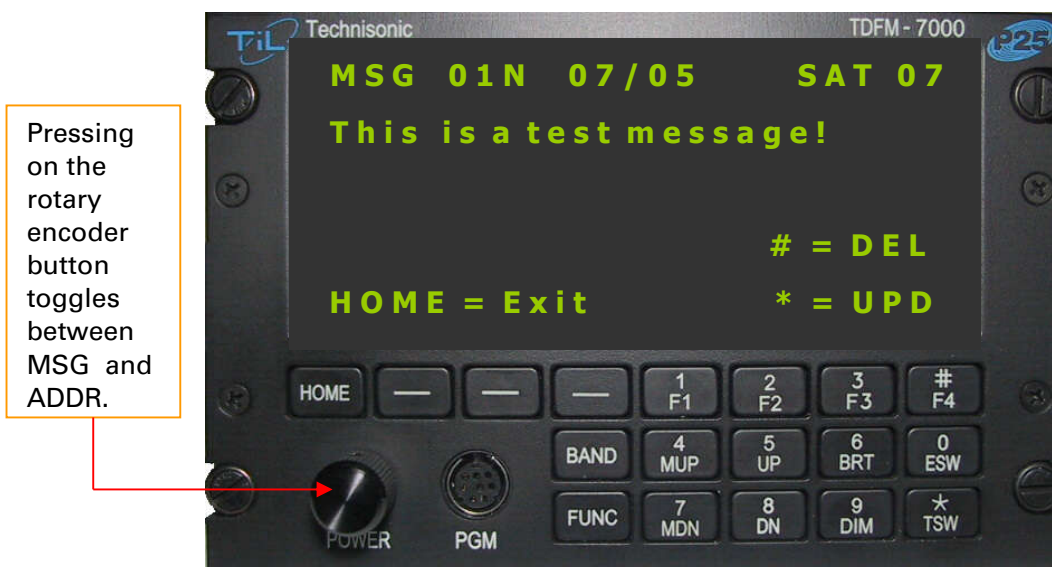 Pressing
on the
rotary
encoder
button
toggles
between
MSG and
ADDR.
TiL Technisonic TDFM - 7000 P25
MSG 01N 07/05 SAT 07
This is a test message!
# = DEL
HOME = Exit * = UPD
HOME — — — 1 2 3 #
F1 F2 F3 F4
BAND 4 5 6 0
MUP UP BRT ESW
FUNC 7 8 9 *
MDN DN DIM TSW
POWER PGM